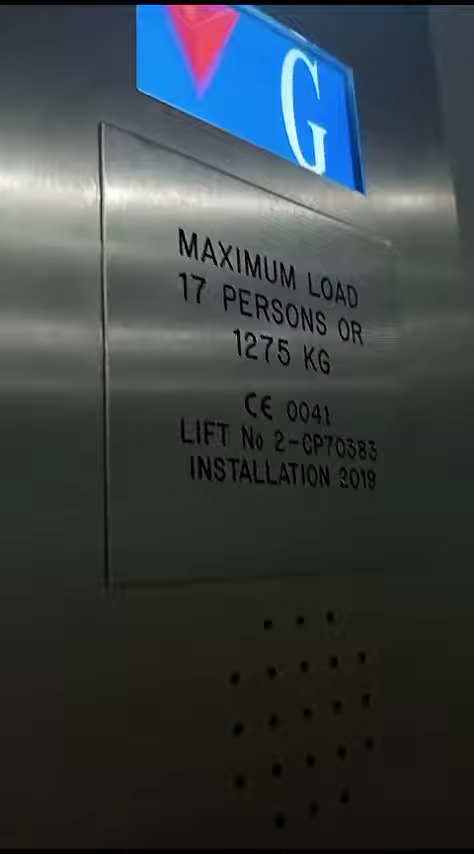 G
MAXIMUM LOAD
17 PERSONS OR
1275 KG
CE 0041
LIFT No 2-CP70383
INSTALLATION 2019